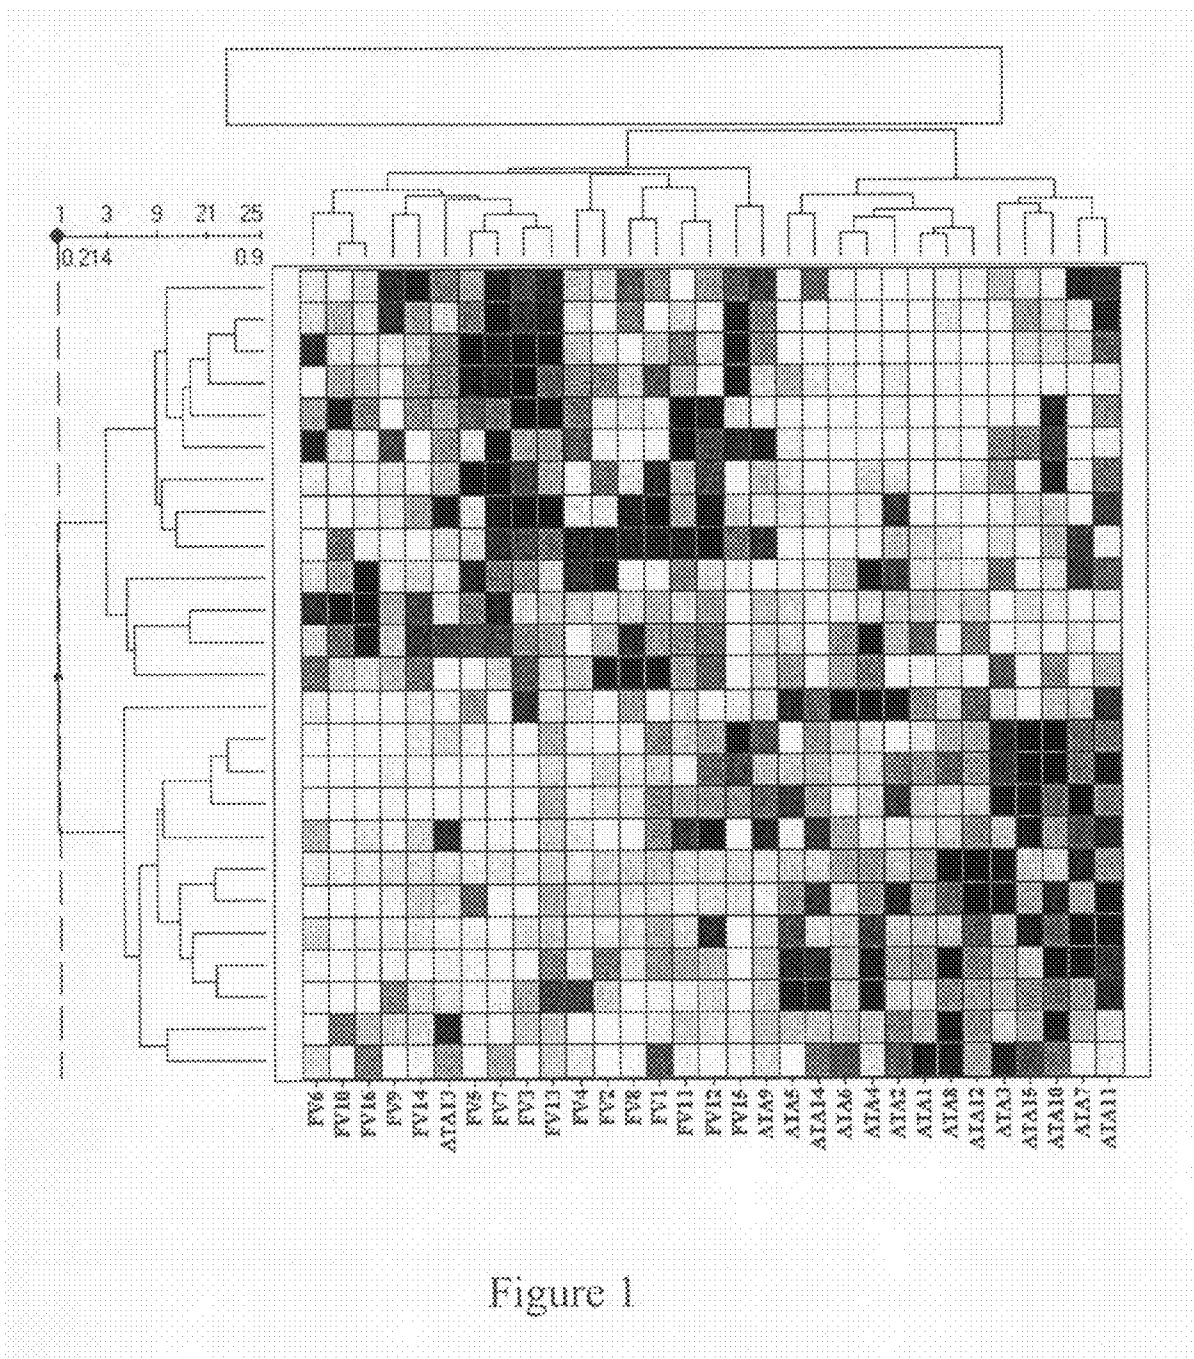 1 3 9 21 25
0.214 0.9
FV6 FV10 FV16 FV9 FV14 ATA13 FV5 FV7 FV3 FV13 FV4 FV2 FV8 FV1 FV11 FV12 FV15 ATA9 ATA5 ATA14 ATA6 ATA4 ATA2 ATA1 ATA8 ATA12 ATA3 ATA15 ATA10 ATA7 ATA11
Figure 1